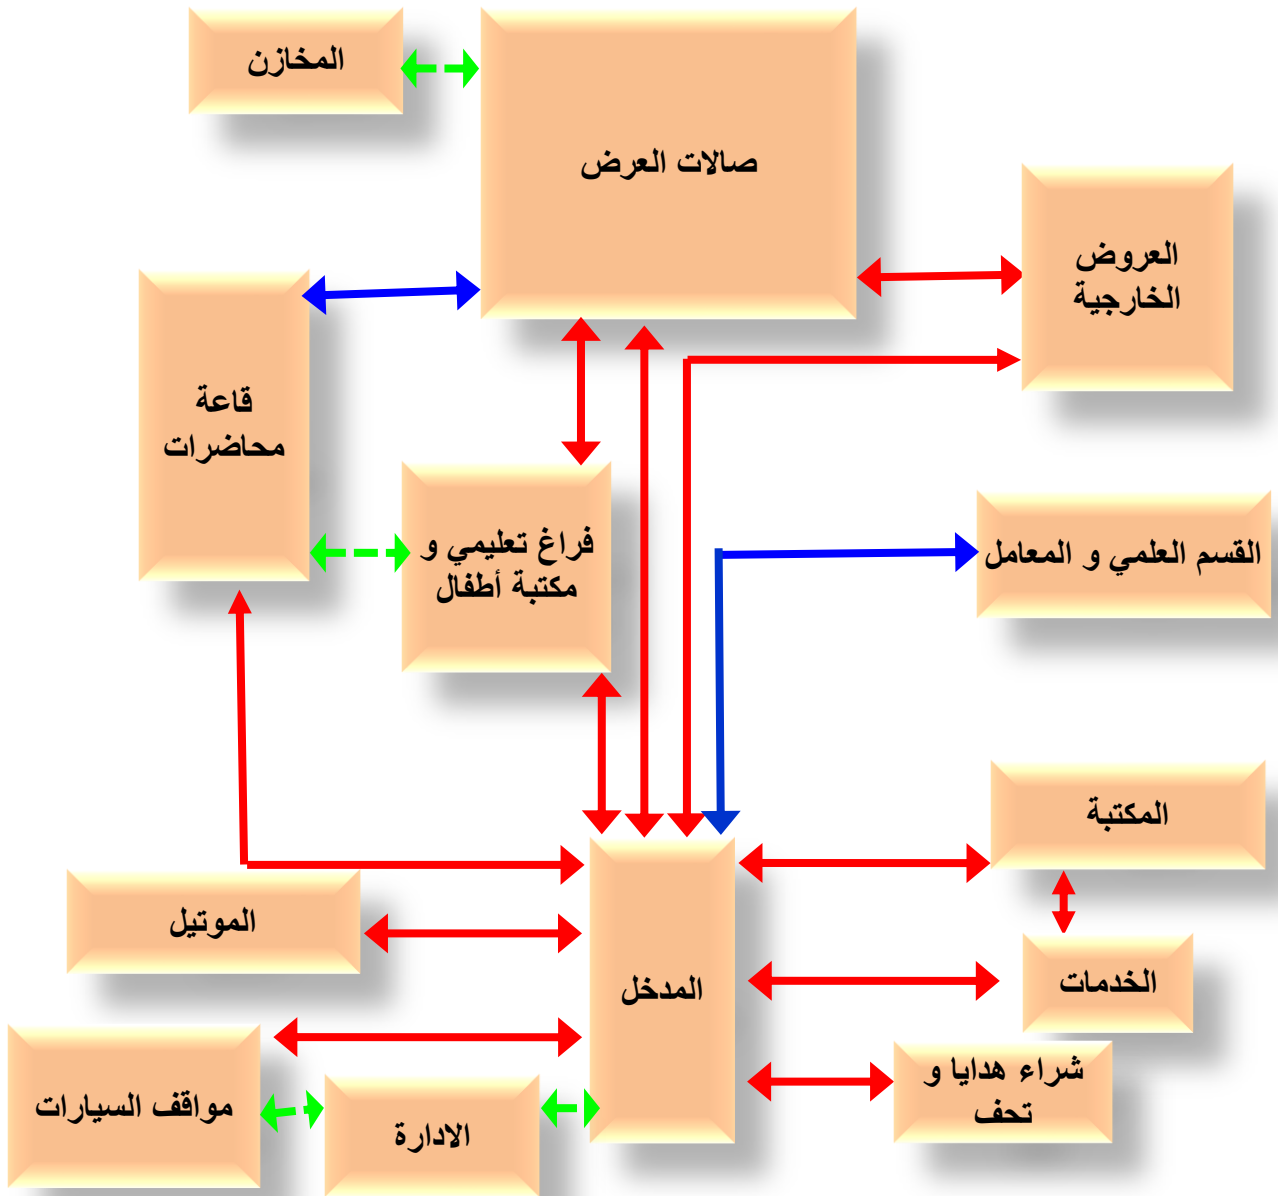 المخازن
صالات العرض
العروض
الخارجية
قاعة
محاضرات
فراغ تعليمي و
مكتبة أطفال
القسم العلمي و المعامل
المكتبة
الموتيل
المدخل
الخدمات
شراء هدايا و
تحف
مواقف السيارات
الادارة